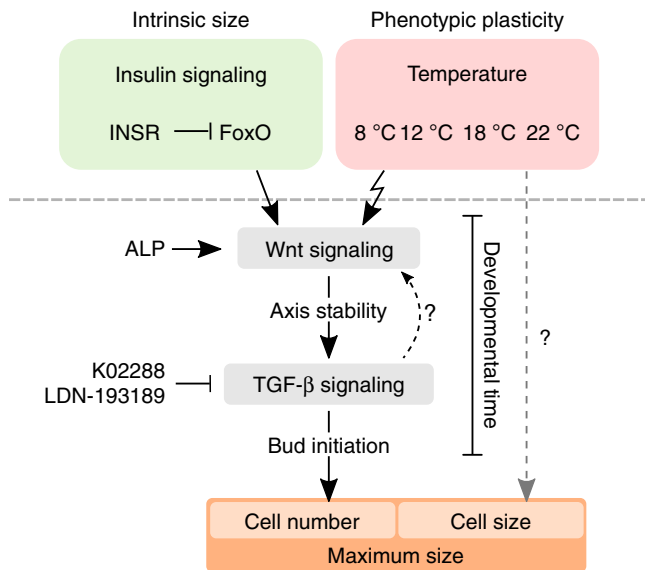 Intrinsic size
Phenotypic plasticity
Insulin signaling
INSR
FoxO
Temperature
8 °C 12 °C 18 °C 22 °C
ALP
Wnt signaling
Axis stability
?
K02288
LDN-193189
TGF-β signaling
Bud initiation
Developmental time
?
Cell number
Cell size
Maximum size